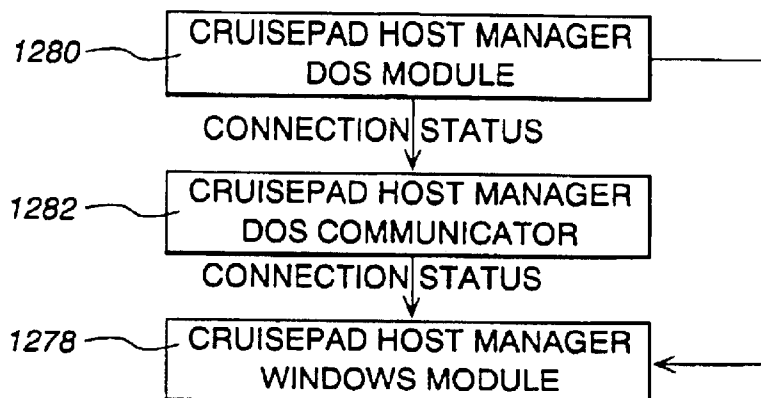 1280
CRUISEPAD HOST MANAGER
DOS MODULE
CONNECTION STATUS
1282
CRUISEPAD HOST MANAGER
DOS COMMUNICATOR
CONNECTION STATUS
1278
CRUISEPAD HOST MANAGER
WINDOWS MODULE